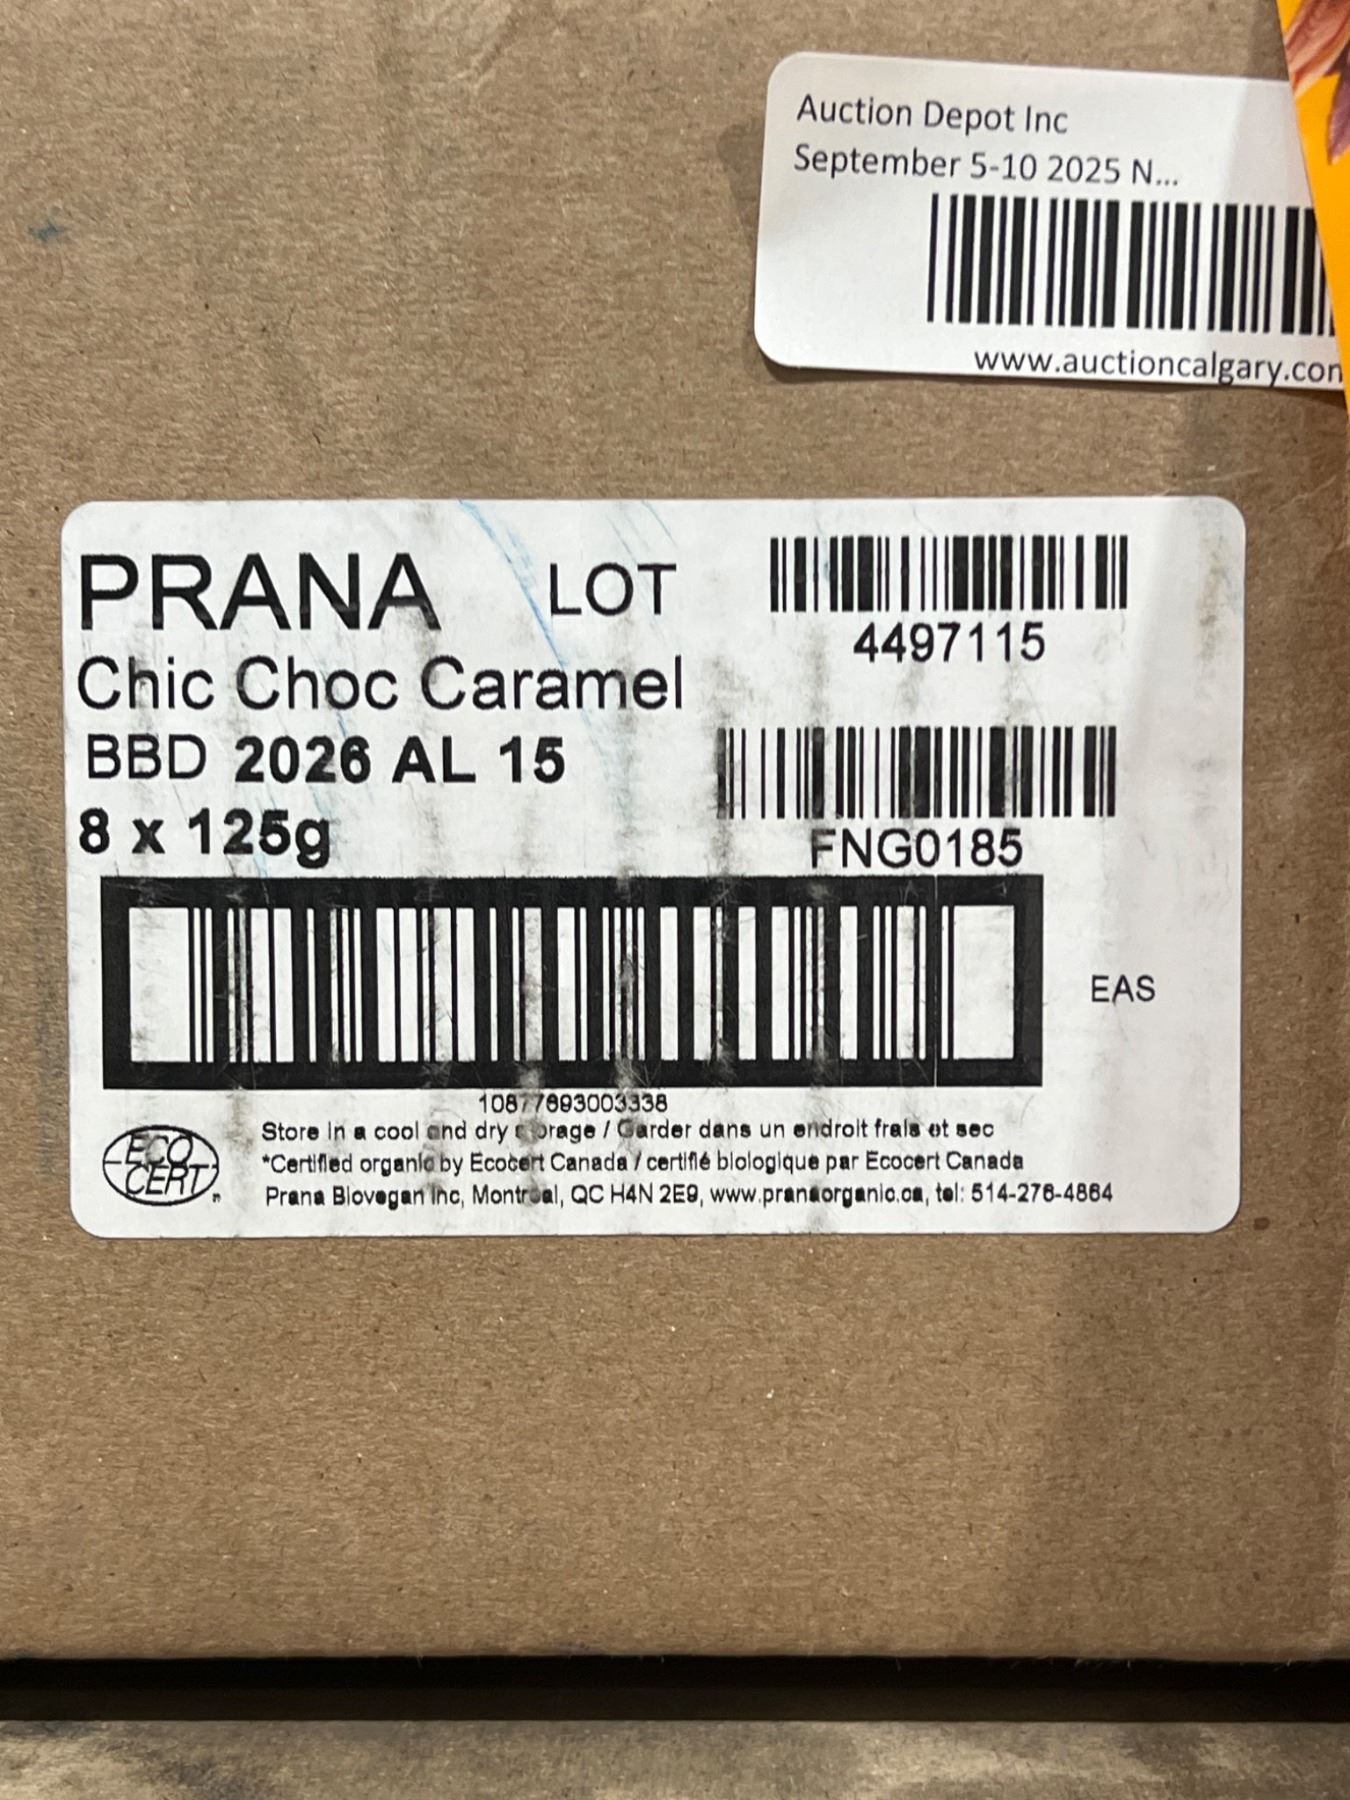 Auction Depot Inc
September 5-10 2025 N...
www.auctioncalgary.com
PRANA LOT
4497115
Chic Choc Caramel
BBD 2026 AL 15
8 x 125g
FNG0185
EAS
10877693003338
ECO
CERT
Store in a cool and dry storage / Garder dans un endroit frais et sec
*Certified organic by Ecocert Canada / certifié biologique par Ecocert Canada
Prana Biovegan Inc, Montreal, QC H4N 2E9, www.pranaorganic.ca, tel: 514-276-4864